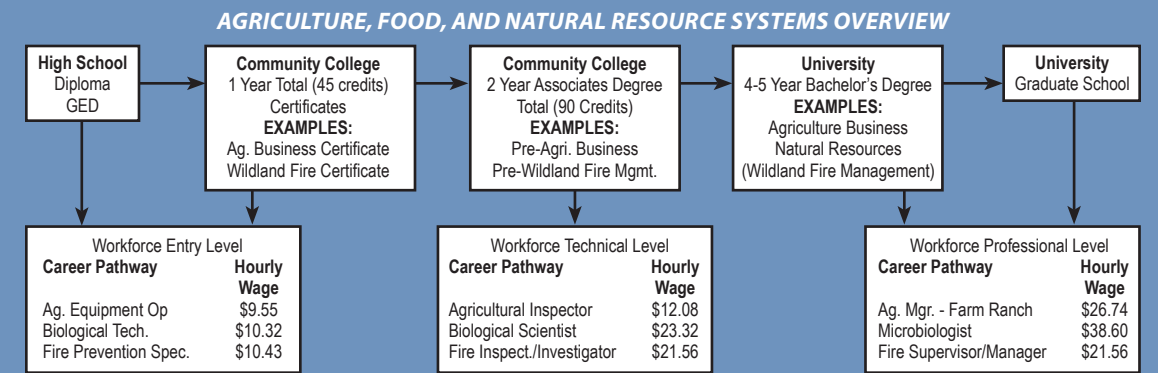 AGRICULTURE, FOOD, AND NATURAL RESOURCE SYSTEMS OVERVIEW
High School
Diploma
GED
Community College
1 Year Total (45 credits)
Certificates
EXAMPLES:
Ag. Business Certificate
Wildland Fire Certificate
Community College
2 Year Associates Degree
Total (90 Credits)
EXAMPLES:
Pre-Agri. Business
Pre-Wildland Fire Mgmt.
University
4-5 Year Bachelor's Degree
EXAMPLES:
Agriculture Business
Natural Resources
(Wildland Fire Management)
University
Graduate School
Workforce Entry Level
Career Pathway Hourly
Wage
Ag. Equipment Op $9.55
Biological Tech. $10.32
Fire Prevention Spec. $10.43
Workforce Technical Level
Career Pathway Hourly
Wage
Agricultural Inspector $12.08
Biological Scientist $23.32
Fire Inspect./Investigator $21.56
Workforce Professional Level
Career Pathway Hourly
Wage
Ag. Mgr. - Farm Ranch $26.74
Microbiologist $38.60
Fire Supervisor/Manager $21.56